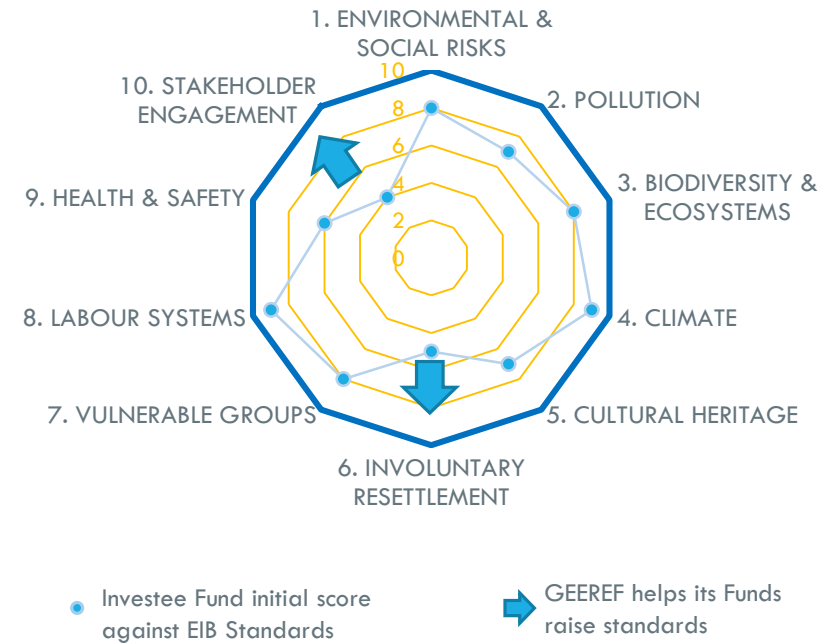 1. ENVIRONMENTAL &
SOCIAL RISKS
10
10. STAKEHOLDER
ENGAGEMENT
8
2. POLLUTION
6
4
9. HEALTH & SAFETY
3. BIODIVERSITY &
ECOSYSTEMS
2
0
8. LABOUR SYSTEMS
4. CLIMATE
7. VULNERABLE GROUPS
5. CULTURAL HERITAGE
6. INVOLUNTARY
RESETTLEMENT
Investee Fund initial score
against EIB Standards
GEEREF helps its Funds
raise standards